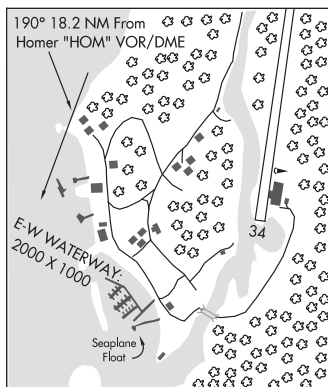 190° 18.2 NM From
Homer "HOM" VOR/DME
34
E-W WATERWAY-
2000 X 1000
Seaplane
Float